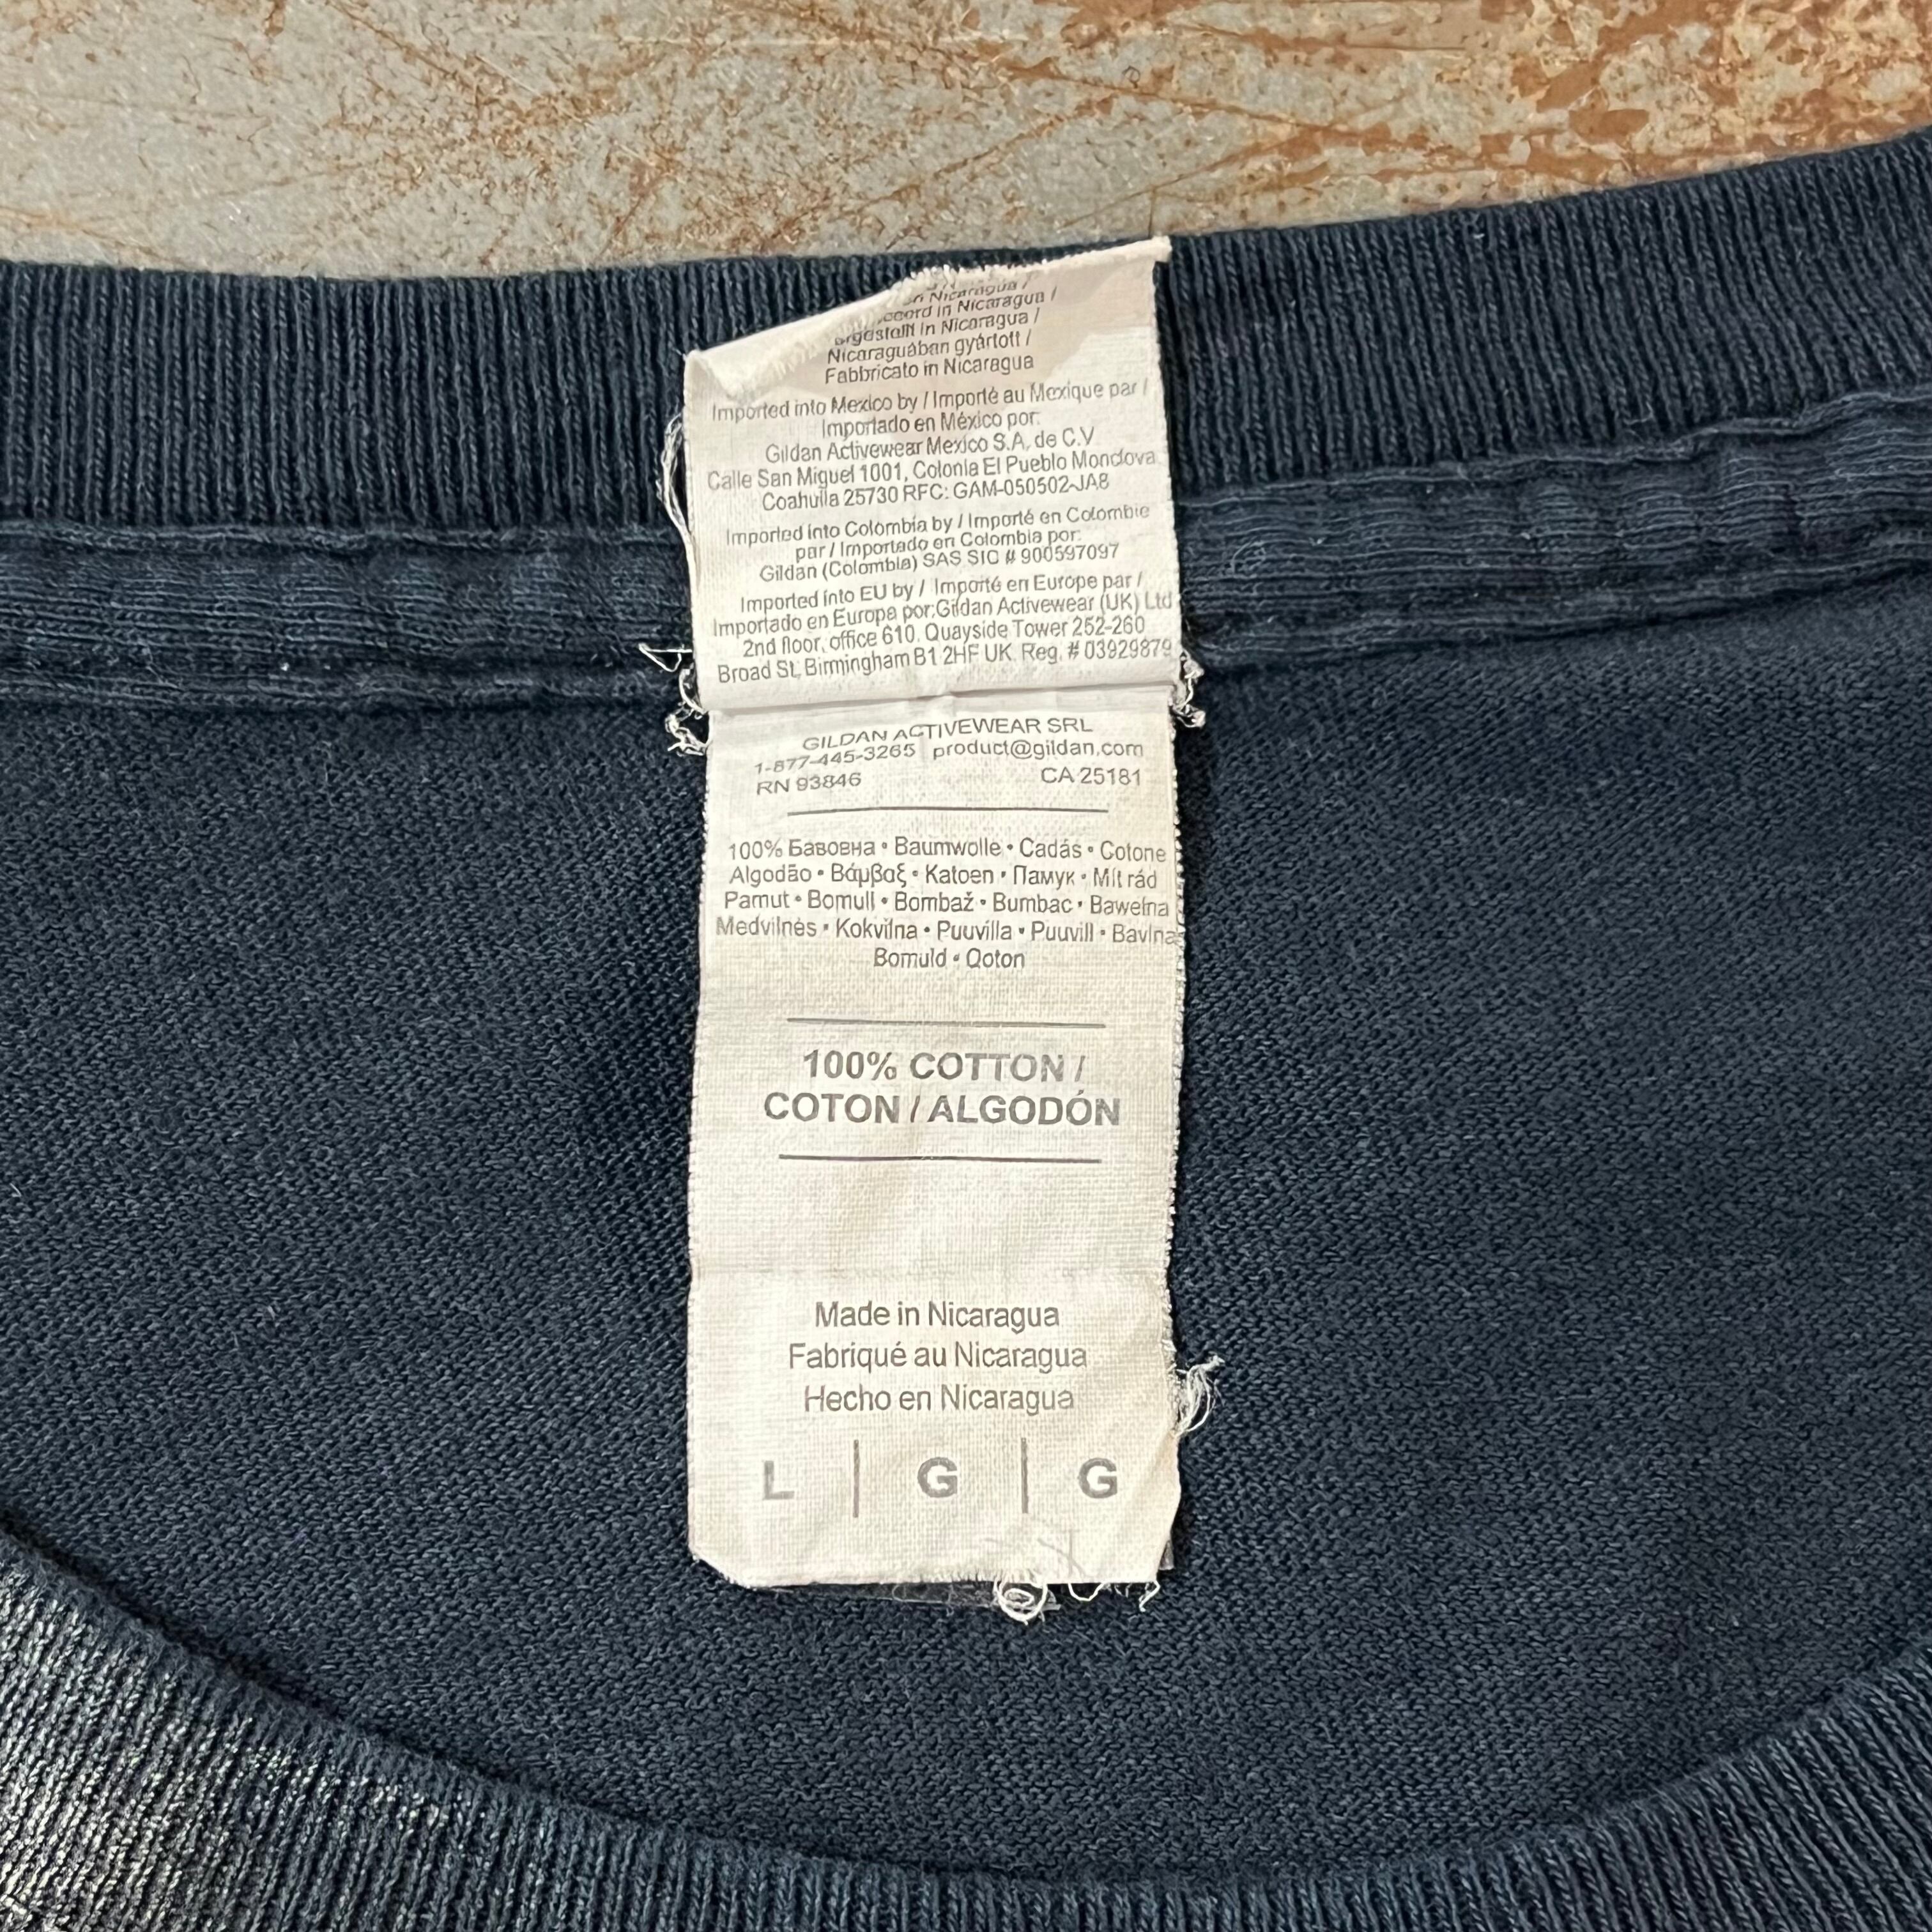 in Nicaragua /
in Nicaragua /
in Nicaragua /
Nicaraguában gyártott /
Fabbricato in Nicaragua
Imported into Mexico by / Importé au Mexique par /
Importado en México por:
Gildan Activewear Mexico S.A. de C.V
Calle San Miguel 1001, Colonia El Pueblo Monclova
Coahuila 25730 RFC: GAM-050502-JA8
Imported into Colombia by / Importé en Colombie
par / Importado en Colombia por:
Gildan (Colombia) SAS SIC # 900597097
Imported into EU by / Importé en Europe par /
Importado en Europa por:Gildan Activewear (UK) Ltd
2nd floor, office 610, Quayside Tower 252-260
Broad St, Birmingham B1 2HF UK. Reg. # 03929879
GILDAN ACTIVEWEAR SRL
1-877-445-3265 product@gildan.com
RN 93846 CA 25181
100% Бавовна • Baumwolle • Cadás • Cotone
Algodão • Βάμβαξ • Katoen • Памук • Mit rád
Pamut • Bomull • Bombaž • Bumbac • Bawełna
Medvilnės • Kokvilna • Puuvilla • Puuvill • Bavlna
Bomuld • Qoton
100% COTTON /
COTON / ALGODÓN
Made in Nicaragua
Fabriqué au Nicaragua
Hecho en Nicaragua
L | G | G